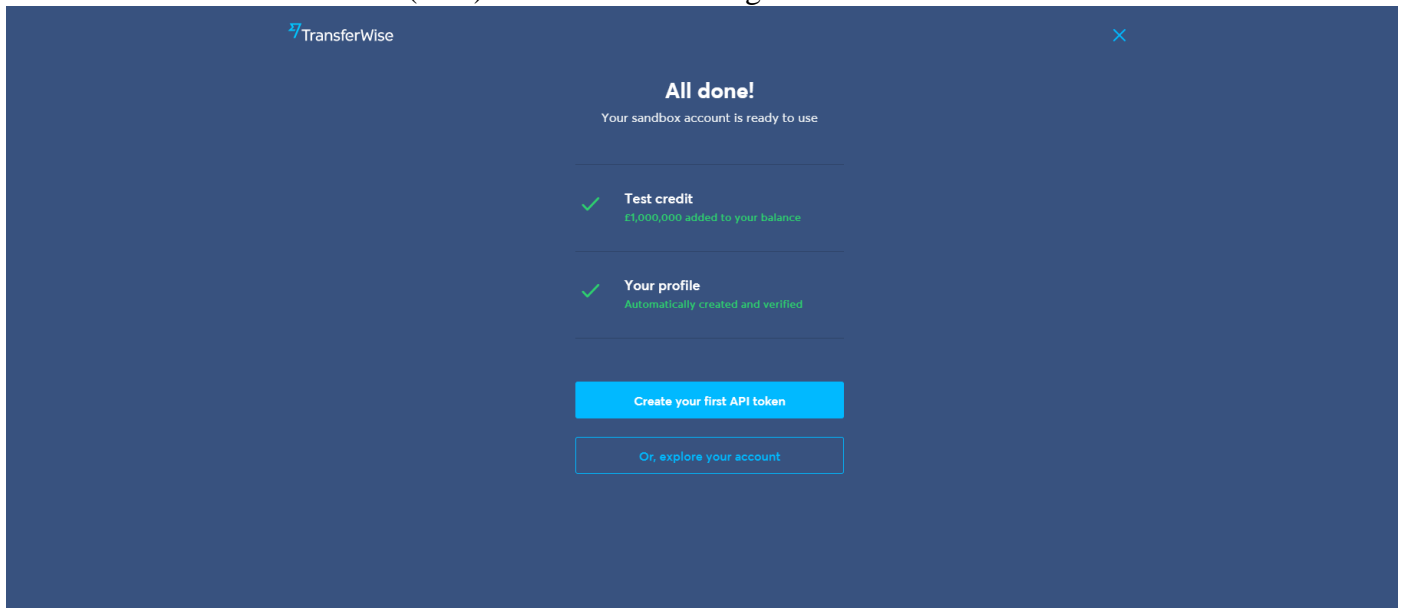 TransferWise
All done!
Your sandbox account is ready to use
Test credit
£1,000,000 added to your balance
Your profile
Automatically created and verified
Create your first API token
Or, explore your account